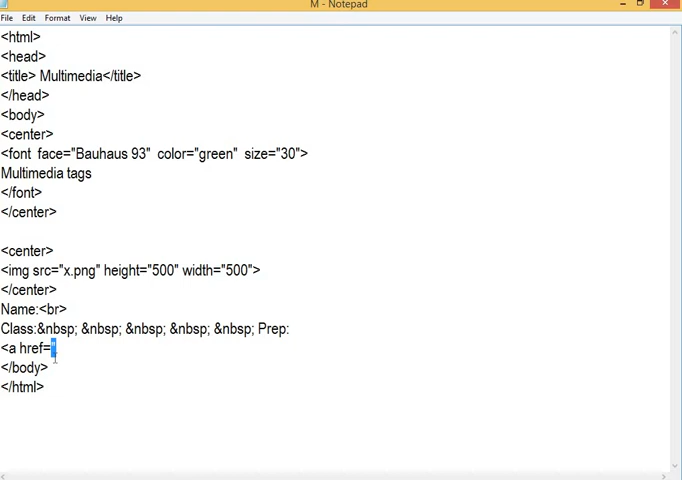 M - Notepad
File Edit Format View Help
<html>
<head>
<title> Multimedia</title>
</head>
<body>
<center>
<font face="Bauhaus 93" color="green" size="30">
Multimedia tags
</font>
</center>
<center>
<img src="x.png" height="500" width="500">
</center>
Name:<br>
Class:&nbsp; &nbsp; &nbsp; &nbsp; &nbsp; Prep:
<a href="
</body>
</html>